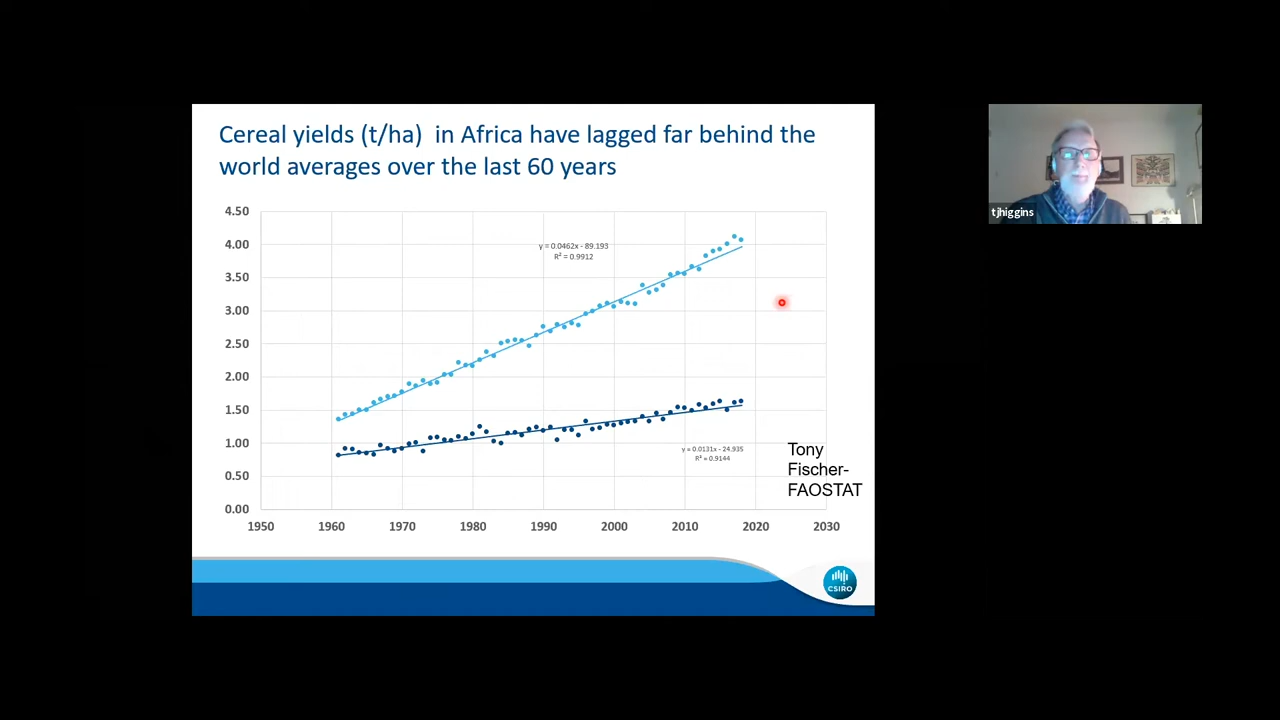 Cereal yields (t/ha)  in Africa have lagged far behind the
world averages over the last 60 years
tjhiggins
4.50
4.00
3.50
3.00
2.50
2.00
1.50
1.00
0.50
0.00
y = 0.0462x - 89.193
R² = 0.9912
y = 0.0131x - 24.935
R² = 0.9144
Tony
Fischer-
FAOSTAT
1950
1960
1970
1980
1990
2000
2010
2020
2030
CSIRO